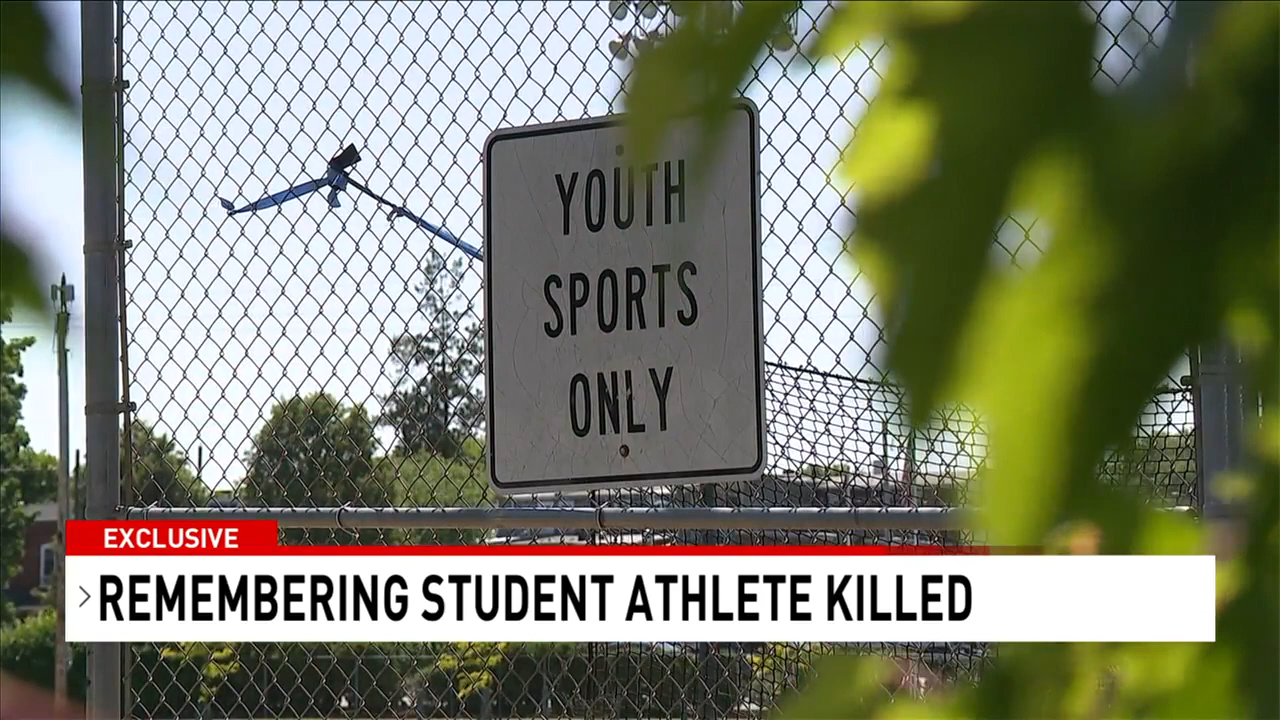 YOUTH
SPORTS
ONLY
EXCLUSIVE
REMEMBERING STUDENT ATHLETE KILLED